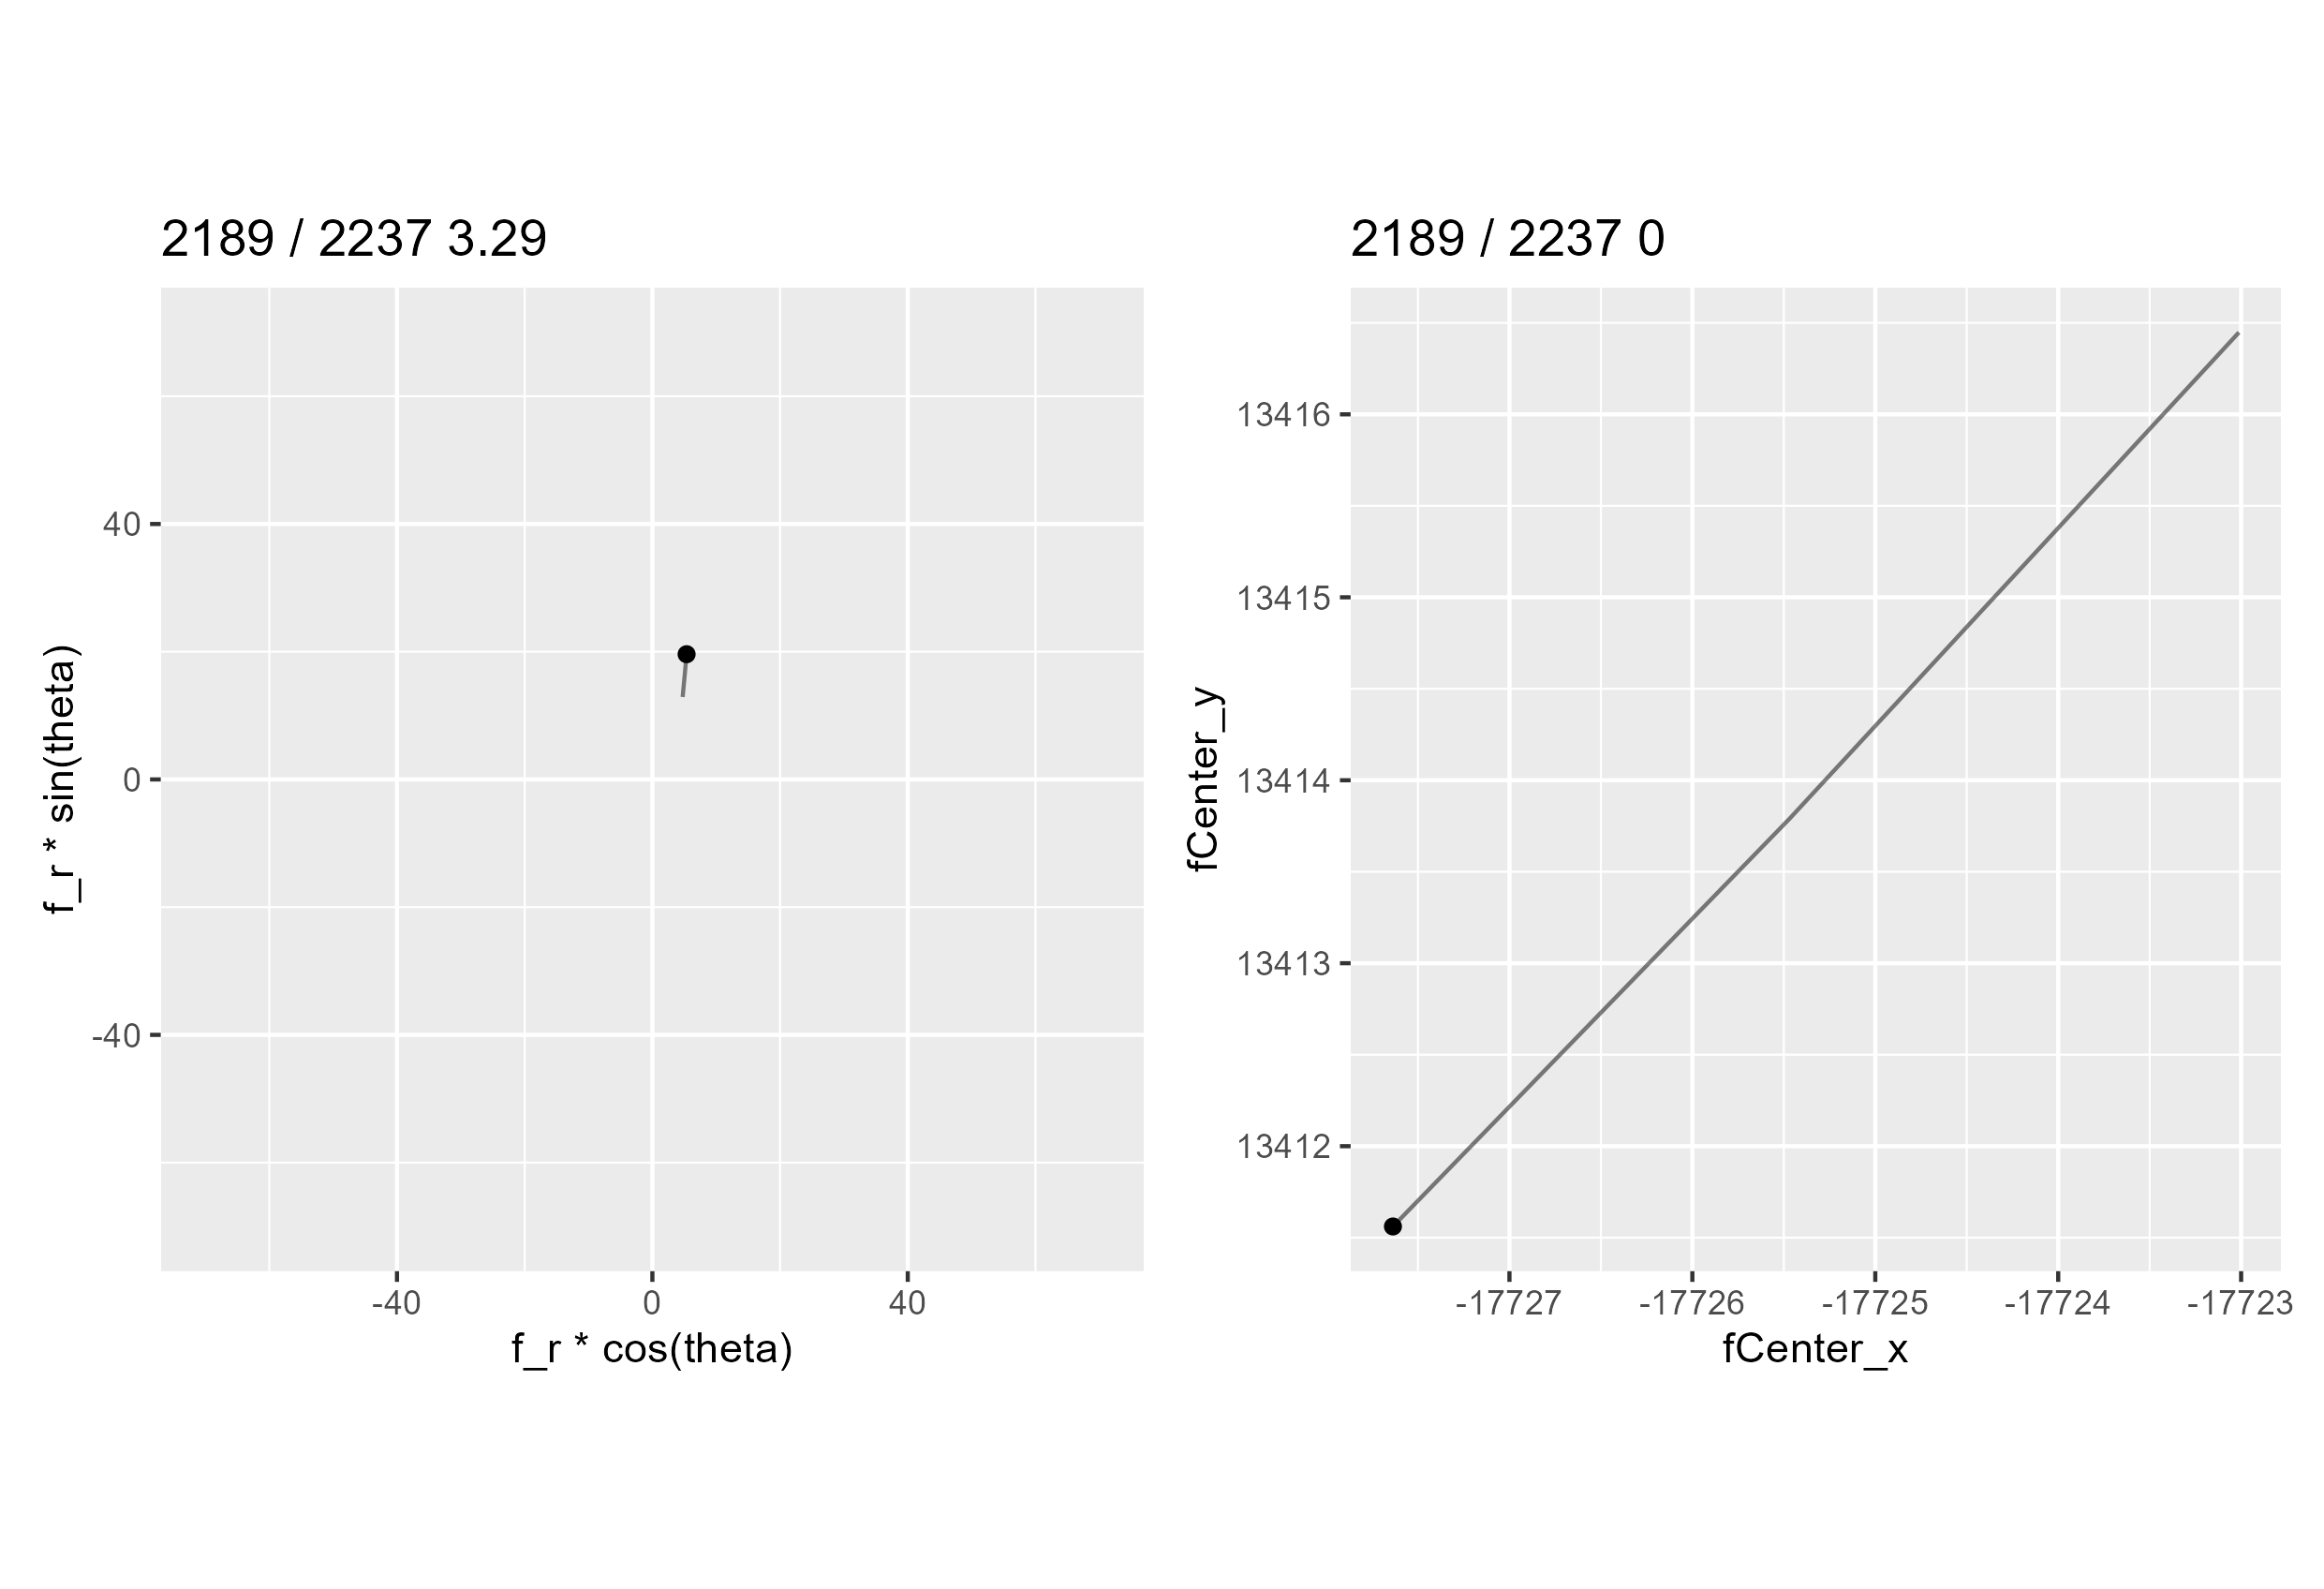 2189 / 2237 3.29
f_r * sin(theta)
40
0
-40
-40
0
40
f_r * cos(theta)
2189 / 2237 0
fCenter_y
13416
13415
13414
13413
13412
-17727
-17726
-17725
-17724
-17723
fCenter_x